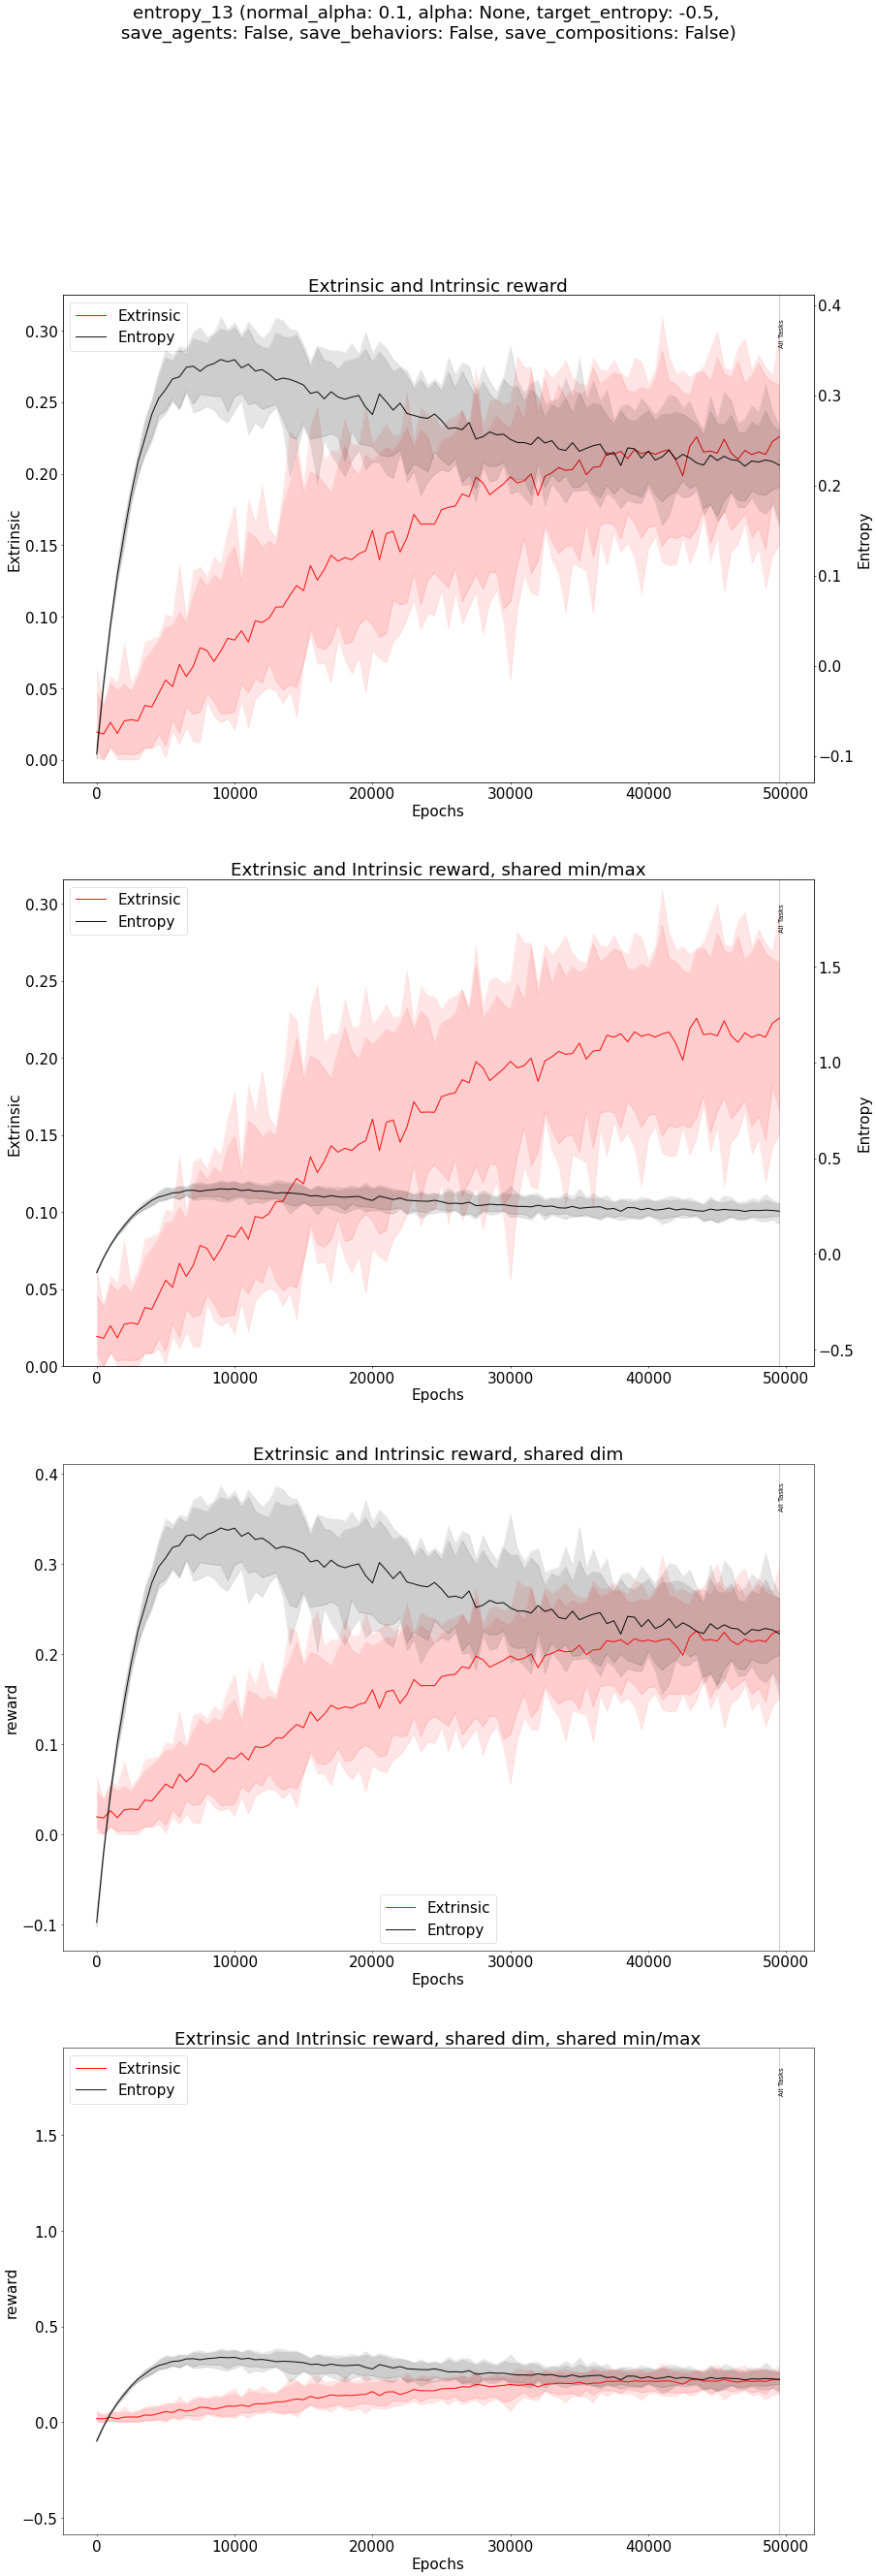 entropy_13 (normal_alpha: 0.1, alpha: None, target_entropy: -0.5,
save_agents: False, save_behaviors: False, save_compositions: False)
Extrinsic and Intrinsic reward
Extrinsic
Entropy
All Tasks
0.30
0.25
0.20
0.15
0.10
0.05
0.00
Extrinsic
0.4
0.3
0.2
0.1
0.0
−0.1
Entropy
0 10000 20000 30000 40000 50000
Epochs
Extrinsic and Intrinsic reward, shared min/max
Extrinsic
Entropy
All Tasks
0.30
0.25
0.20
0.15
0.10
0.05
0.00
Extrinsic
1.5
1.0
0.5
0.0
−0.5
Entropy
0 10000 20000 30000 40000 50000
Epochs
Extrinsic and Intrinsic reward, shared dim
All Tasks
0.4
0.3
0.2
0.1
0.0
−0.1
reward
Extrinsic
Entropy
0 10000 20000 30000 40000 50000
Epochs
Extrinsic and Intrinsic reward, shared dim, shared min/max
Extrinsic
Entropy
All Tasks
1.5
1.0
0.5
0.0
−0.5
reward
0 10000 20000 30000 40000 50000
Epochs